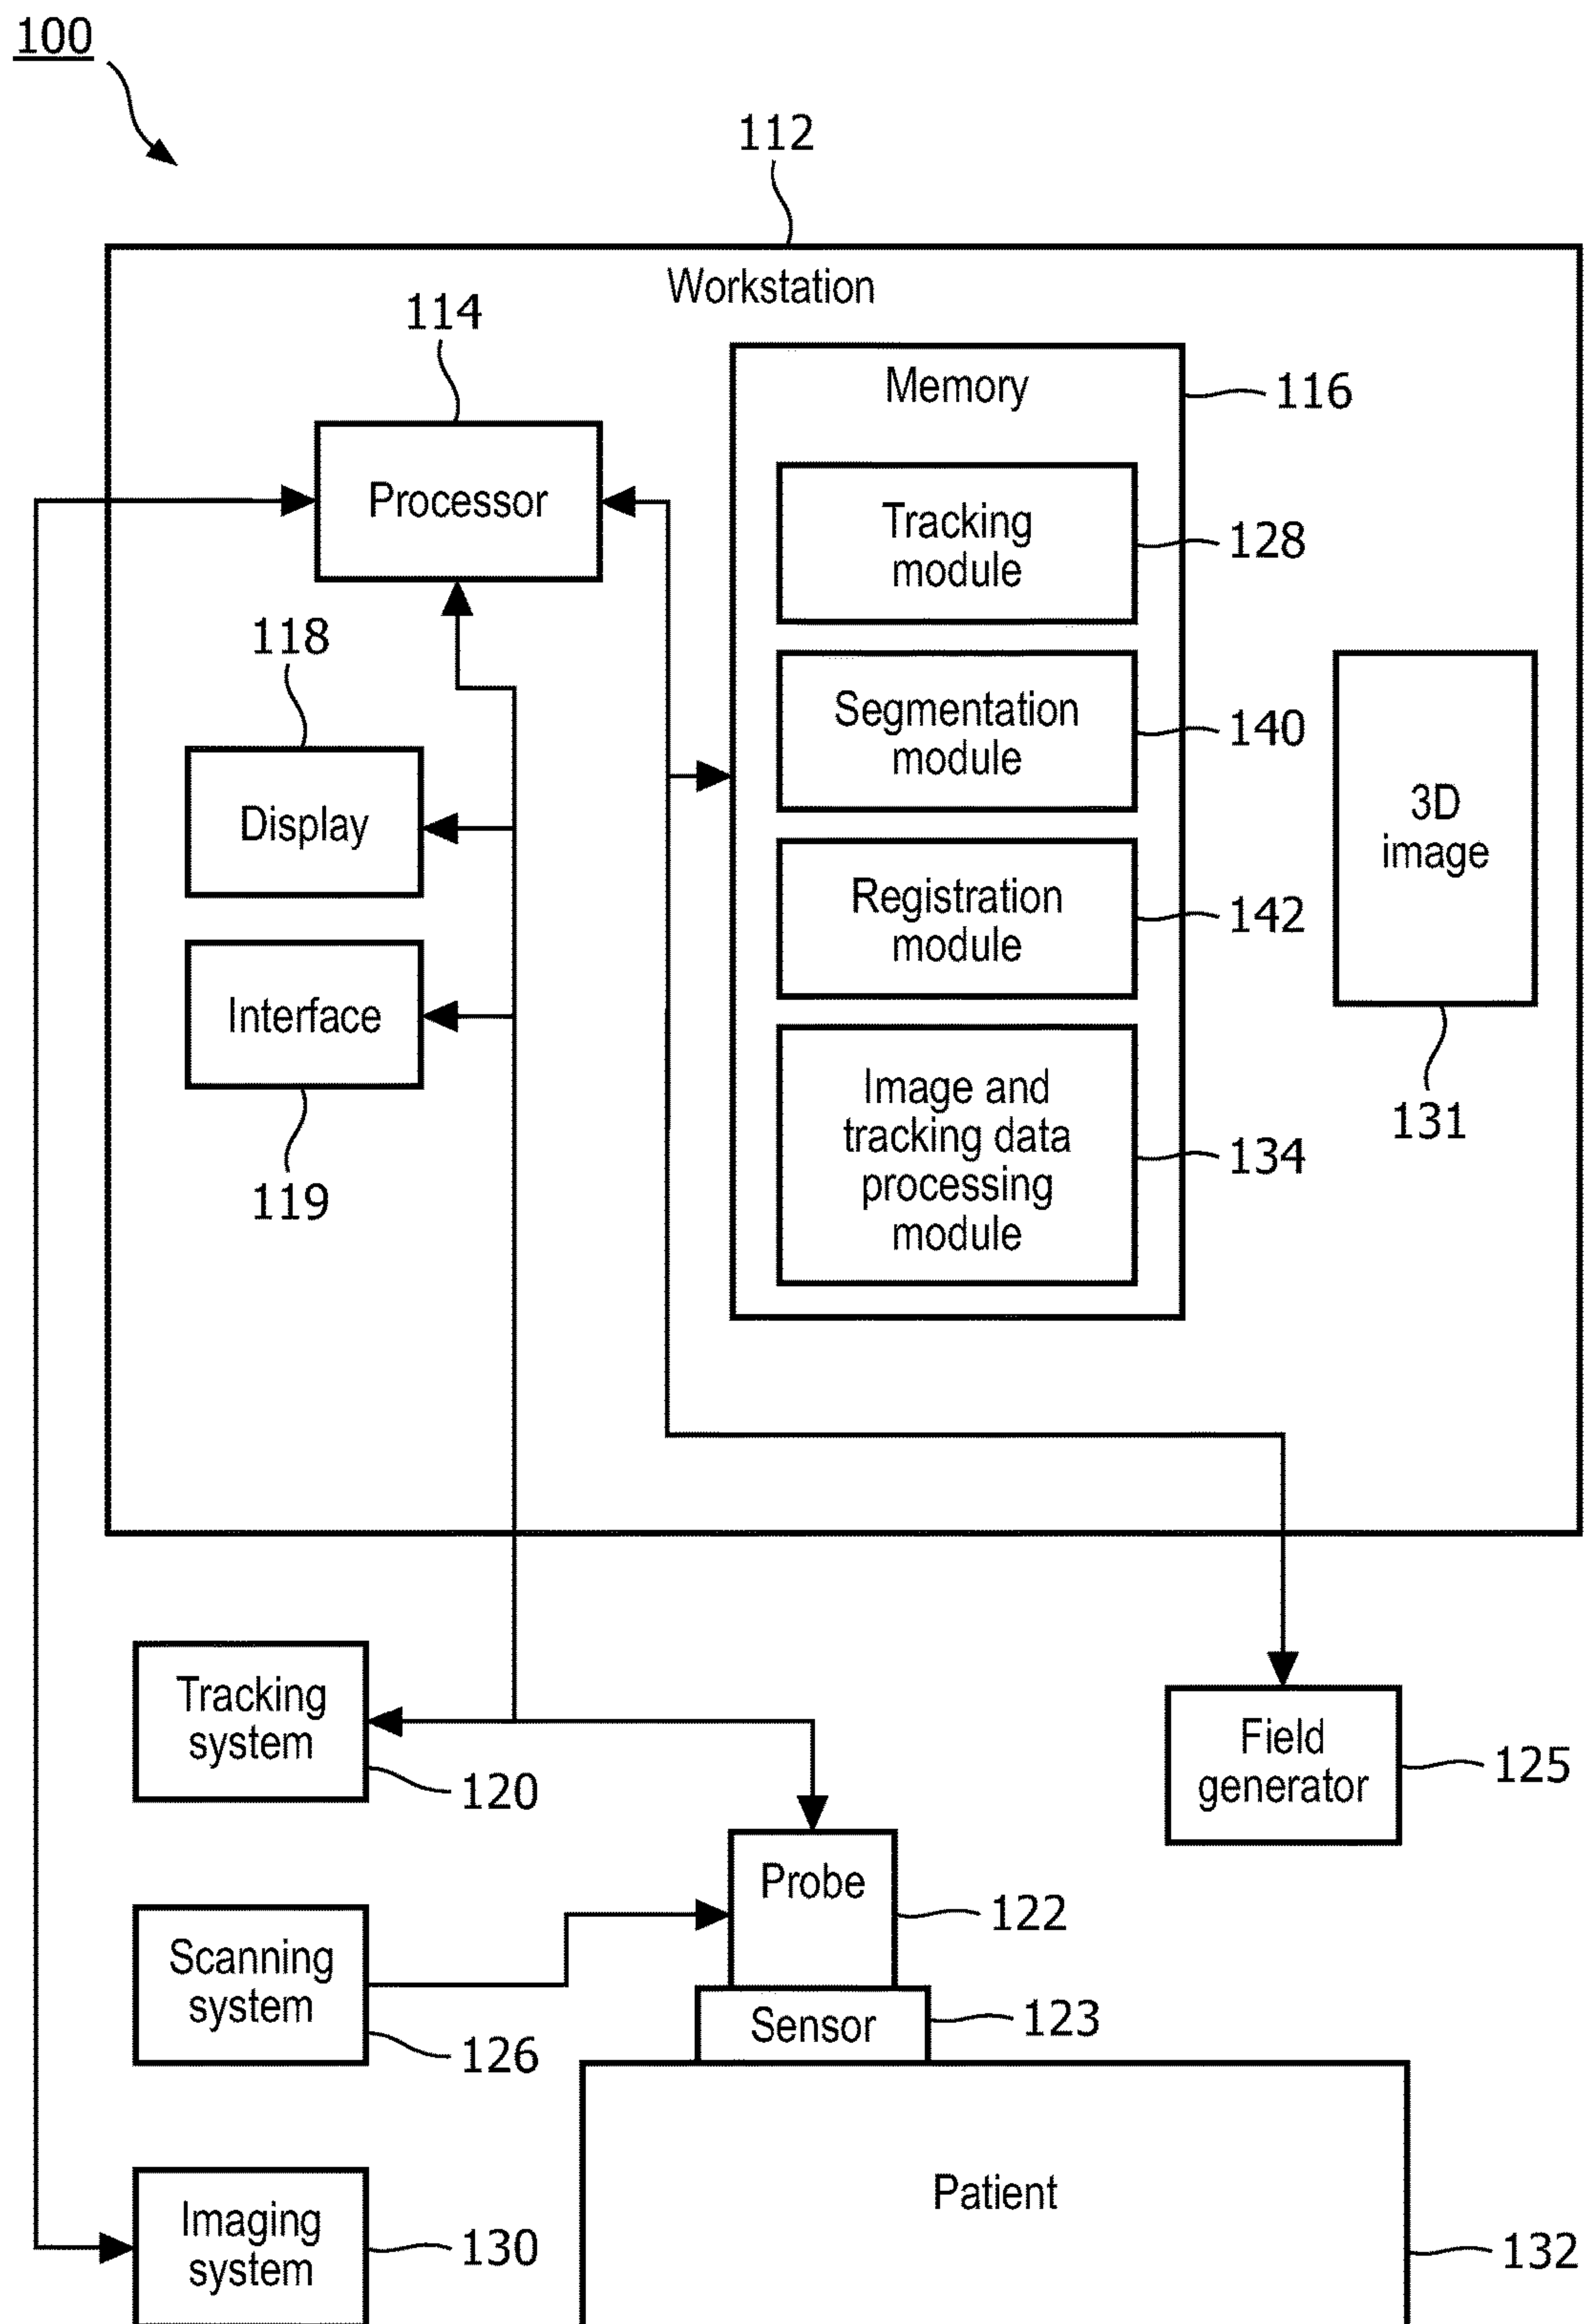 100
112
Workstation
114
Processor
Memory
116
Tracking
module
128
118
Display
Segmentation
module
140
3D
image
131
Registration
module
142
Interface
119
Image and
tracking data
processing
module
134
Tracking
system
120
Field
generator
125
Probe
122
Scanning
system
126
Sensor
123
Patient
132
Imaging
system
130